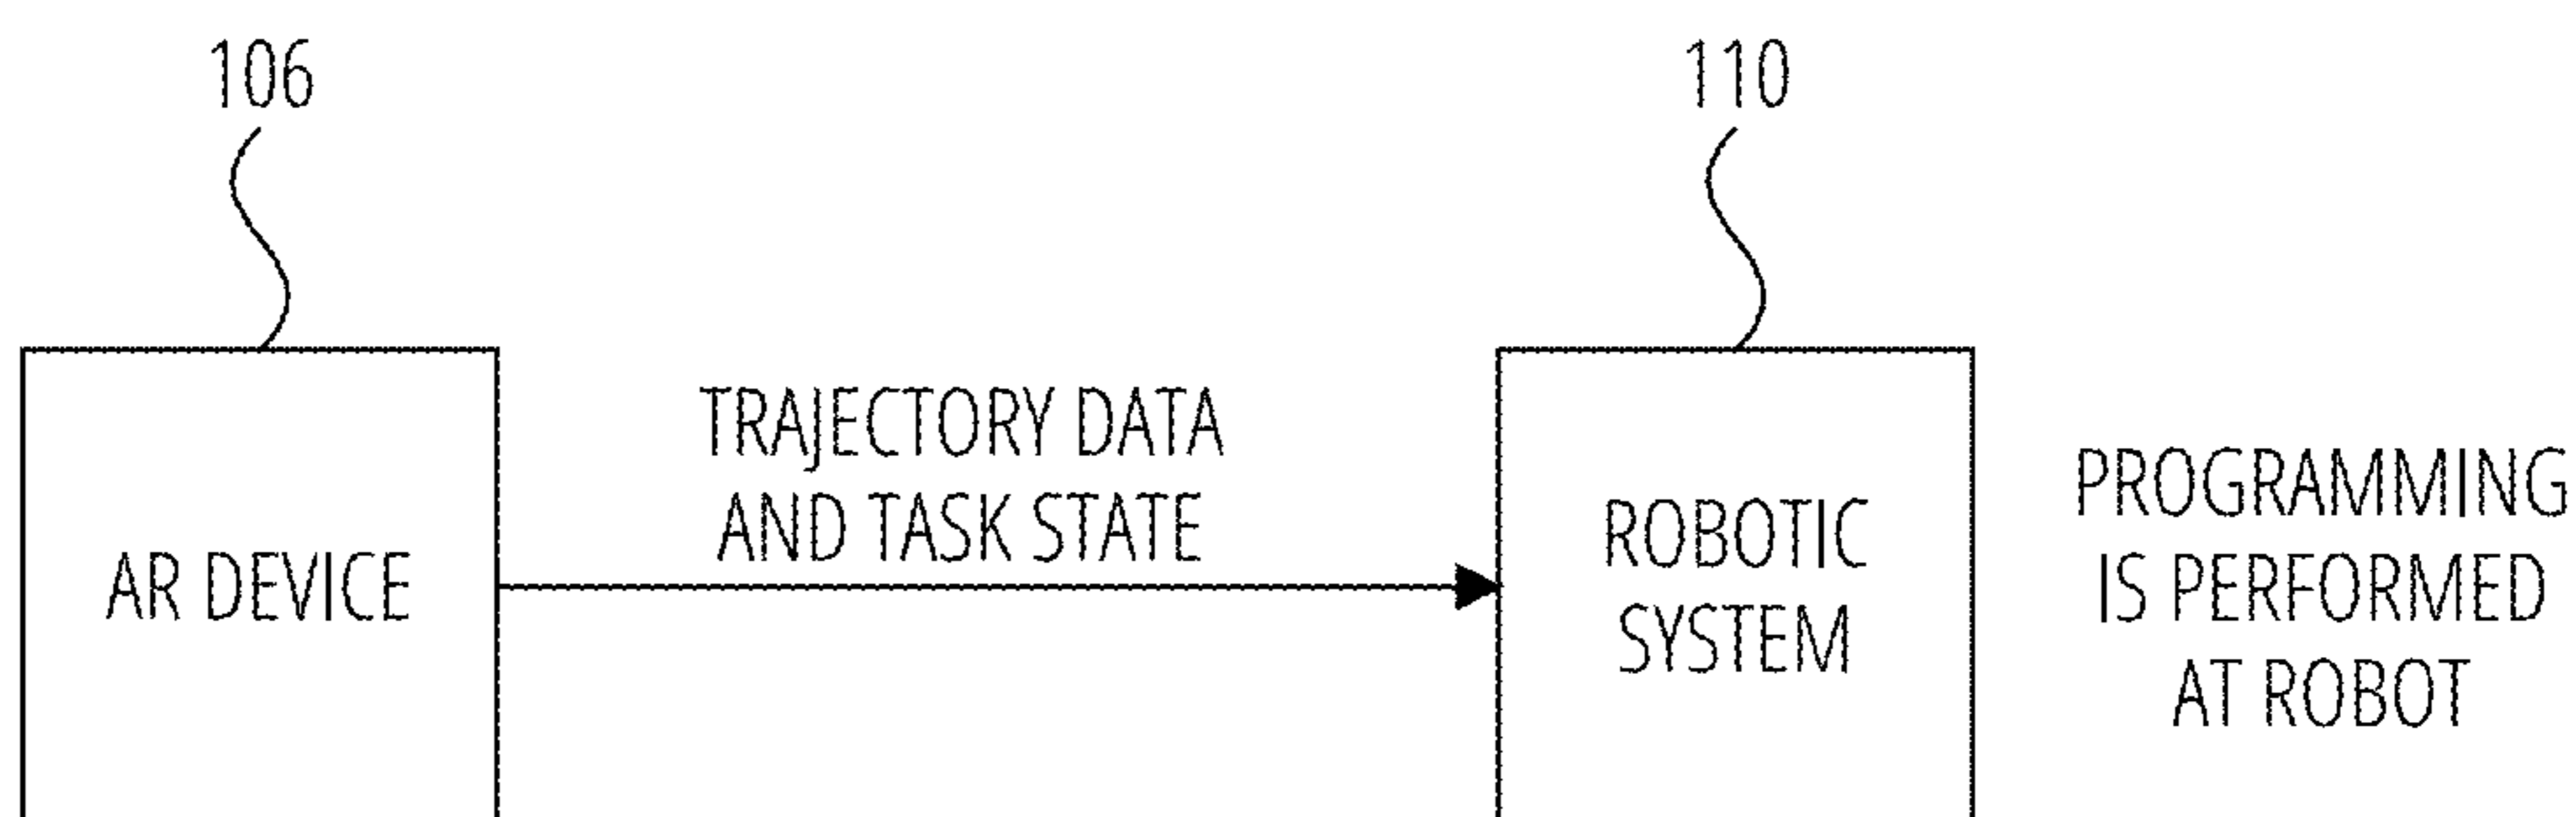 106
110
TRAJECTORY DATA
AND TASK STATE
AR DEVICE
ROBOTIC
SYSTEM
PROGRAMMING
IS PERFORMED
AT ROBOT